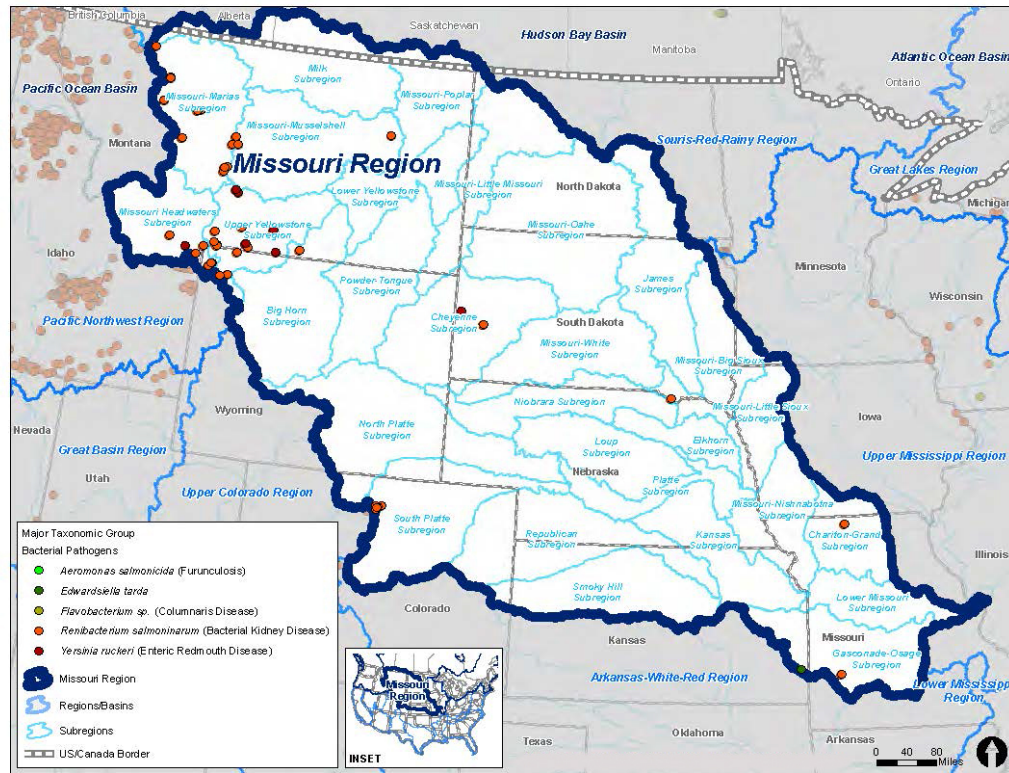 British Columbia
Alberta
Saskatchewan
Hudson Bay Basin
Manitoba
Atlantic Ocean Basin
Ontario
Pacific Ocean Basin
Milk
Subregion
Missouri-Marias
Subregion
Missouri-Poplar
Subregion
Montana
Missouri-Musselshell
Subregion
Souris-Red-Rainy Region
Missouri Region
Great Lakes Region
Lower Yellowstone
Subregion
Missouri-Little Missouri
Subregion
North Dakota
Michigan
Missouri Headwaters
Subregion
Upper Yellowstone
Subregion
Missouri-Oahe
Subregion
Idaho
Minnesota
Powder-Tongue
Subregion
James
Subregion
Wisconsin
Pacific Northwest Region
Big Horn
Subregion
Cheyenne
Subregion
South Dakota
Missouri-White
Subregion
Missouri-Big Sioux
Subregion
Wyoming
Niobrara Subregion
Missouri-Little Sioux
Subregion
Iowa
Nevada
Great Basin Region
North Platte
Subregion
Loup
Subregion
Elkhorn
Subregion
Upper Mississippi Region
Utah
Nebraska
Upper Colorado Region
Platte
Subregion
Missouri-Nishnabotna
Subregion
South Platte
Subregion
Republican
Subregion
Kansas
Subregion
Chariton-Grand
Subregion
Illinois
Smoky Hill
Subregion
Lower Missouri
Subregion
Colorado
Kansas
Missouri
Gasconade-Osage
Subregion
Arkansas-White-Red Region
Lower Mississippi
Region
Texas
Oklahoma
Arkansas
Major Taxonomic Group
Bacterial Pathogens
Aeromonas salmonicida (Furunculosis)
Edwardsiella tarda
Flavobacterium sp. (Columnaris Disease)
Renibacterium salmoninarum (Bacterial Kidney Disease)
Yersinia ruckeri (Enteric Redmouth Disease)
Missouri Region
Regions/Basins
Subregions
US/Canada Border
Missouri
Region
INSET
0 40 80
Miles